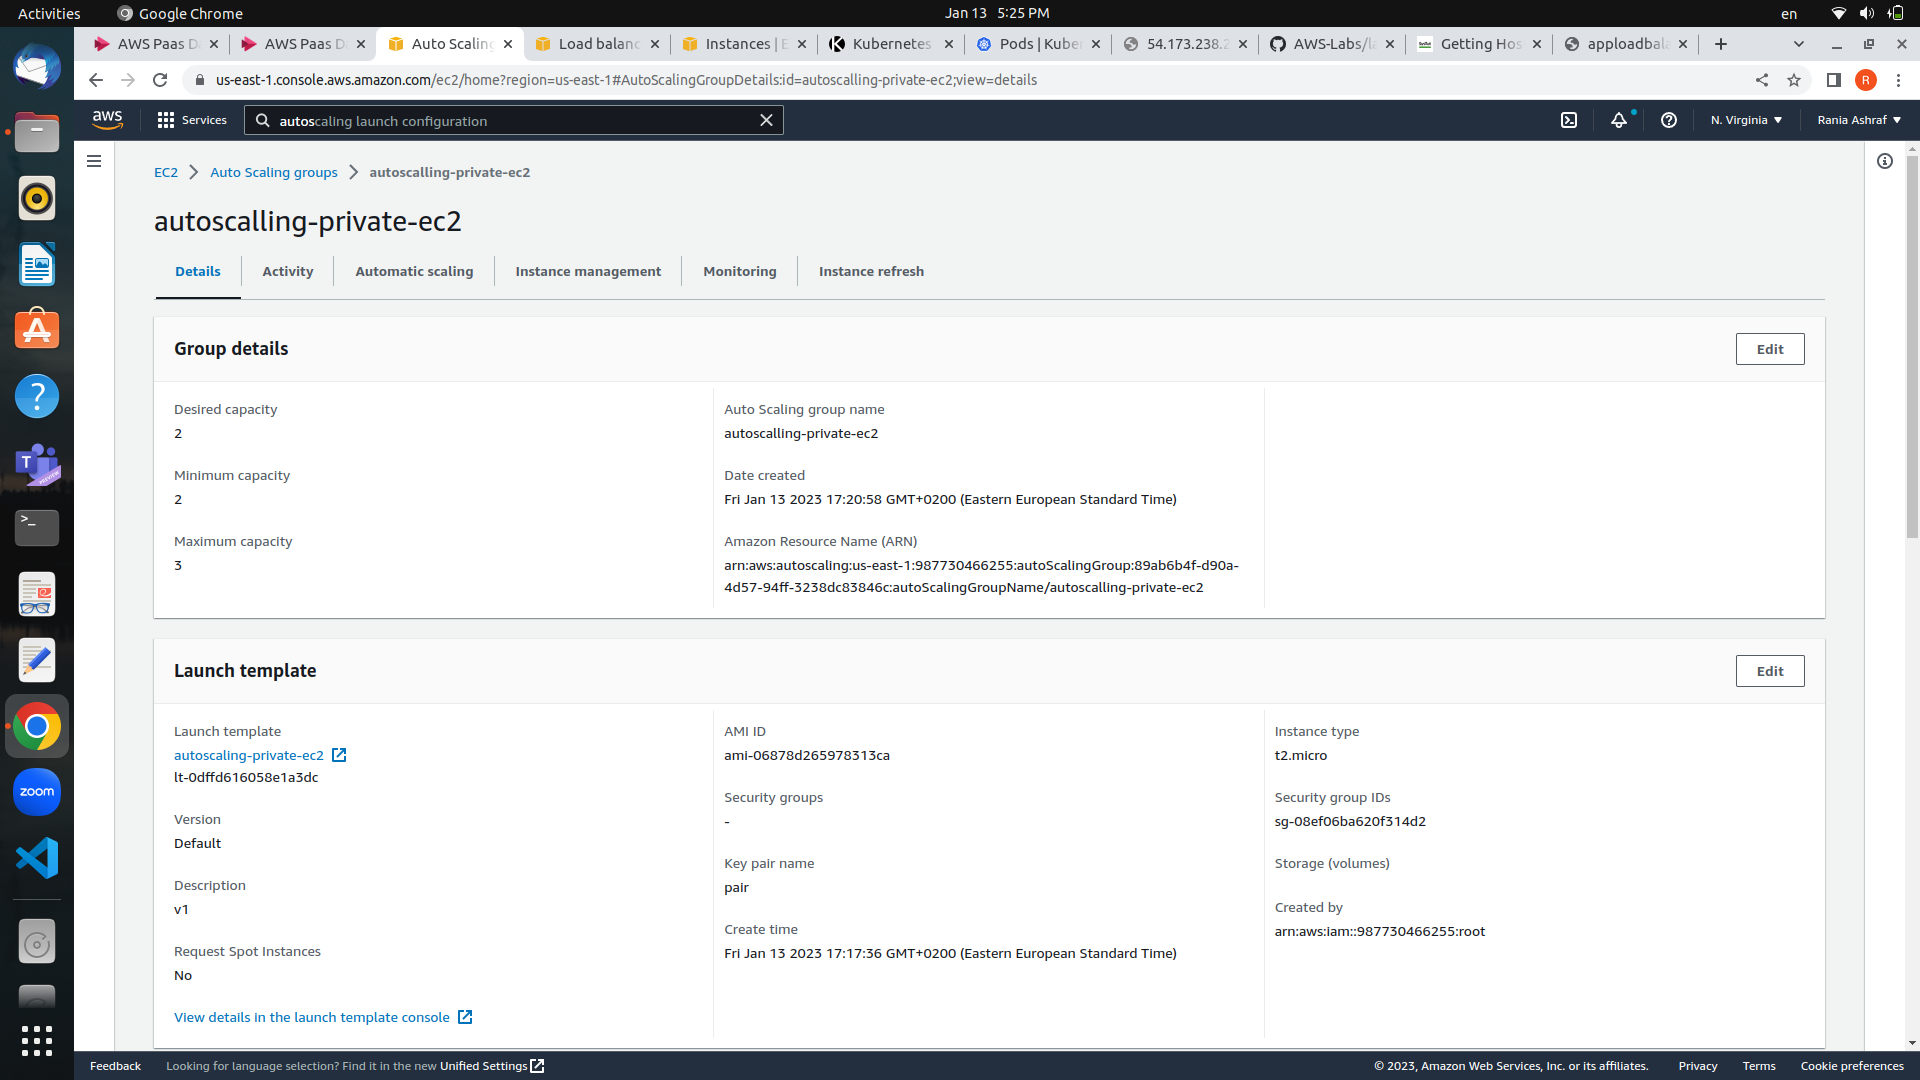 Activities
Google Chrome
Jan 13 5:25 PM
en
AWS Paas D
AWS Paas D
Auto Scaling
Load balanc
Instances | E
Kubernetes
Pods | Kuber
54.173.238.2
AWS-Labs/la
Getting Hos
apploadbala
us-east-1.console.aws.amazon.com/ec2/home?region=us-east-1#AutoScalingGroupDetails:id=autoscalling-private-ec2;view=details
R
aws
Services
autoscaling launch configuration
N. Virginia
Rania Ashraf
EC2
Auto Scaling groups
autoscalling-private-ec2
autoscalling-private-ec2
Details
Activity
Automatic scaling
Instance management
Monitoring
Instance refresh
Group details
Edit
Desired capacity
2
Minimum capacity
2
Maximum capacity
3
Auto Scaling group name
autoscalling-private-ec2
Date created
Fri Jan 13 2023 17:20:58 GMT+0200 (Eastern European Standard Time)
Amazon Resource Name (ARN)
arn:aws:autoscaling:us-east-1:987730466255:autoScalingGroup:89ab6b4f-d90a-
4d57-94ff-3238dc83846c:autoScalingGroupName/autoscalling-private-ec2
Launch template
Edit
Launch template
autoscaling-private-ec2
lt-0dffd616058e1a3dc
Version
Default
Description
v1
Request Spot Instances
No
View details in the launch template console
AMI ID
ami-06878d265978313ca
Security groups
-
Key pair name
pair
Create time
Fri Jan 13 2023 17:17:36 GMT+0200 (Eastern European Standard Time)
Instance type
t2.micro
Security group IDs
sg-08ef06ba620f314d2
Storage (volumes)
Created by
arn:aws:iam::987730466255:root
zoom
Feedback
Looking for language selection? Find it in the new Unified Settings
© 2023, Amazon Web Services, Inc. or its affiliates.
Privacy
Terms
Cookie preferences